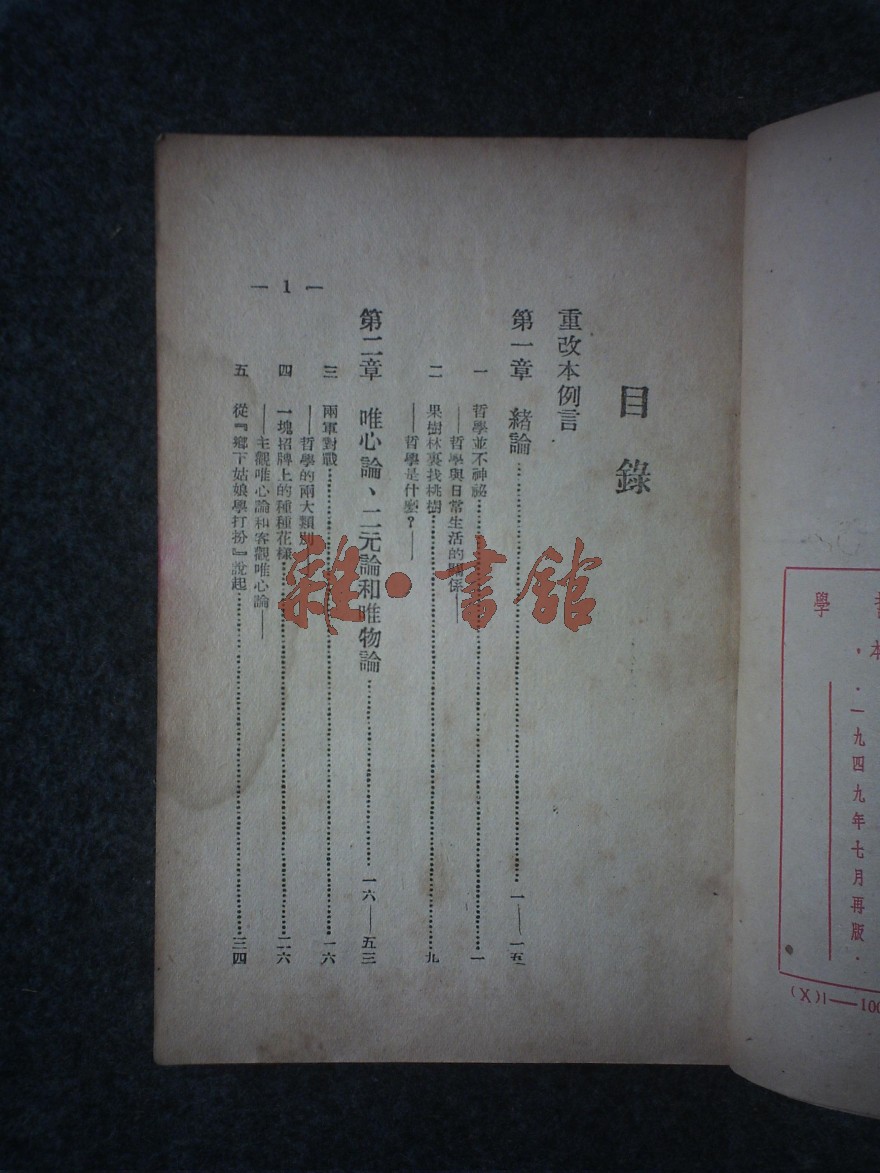 學
本
・・一九四九年七月再版・
(X)1—100
目錄
重改本例言
第一章 緒論……一—一五
一 哲學並不神祕……一
——哲學與日常生活的關係——
二 果樹林裏找桃樹……九
——哲學是什麼?——
第二章 唯心論、二元論和唯物論……一六—五三
三 兩軍對戰……一六
——哲學的兩大類別——
四 一塊招牌上的種種花樣……二六
——主觀唯心論和客觀唯心論——
五 從『鄉下姑娘學打扮』說起……三四
— 1 —
雜·書館